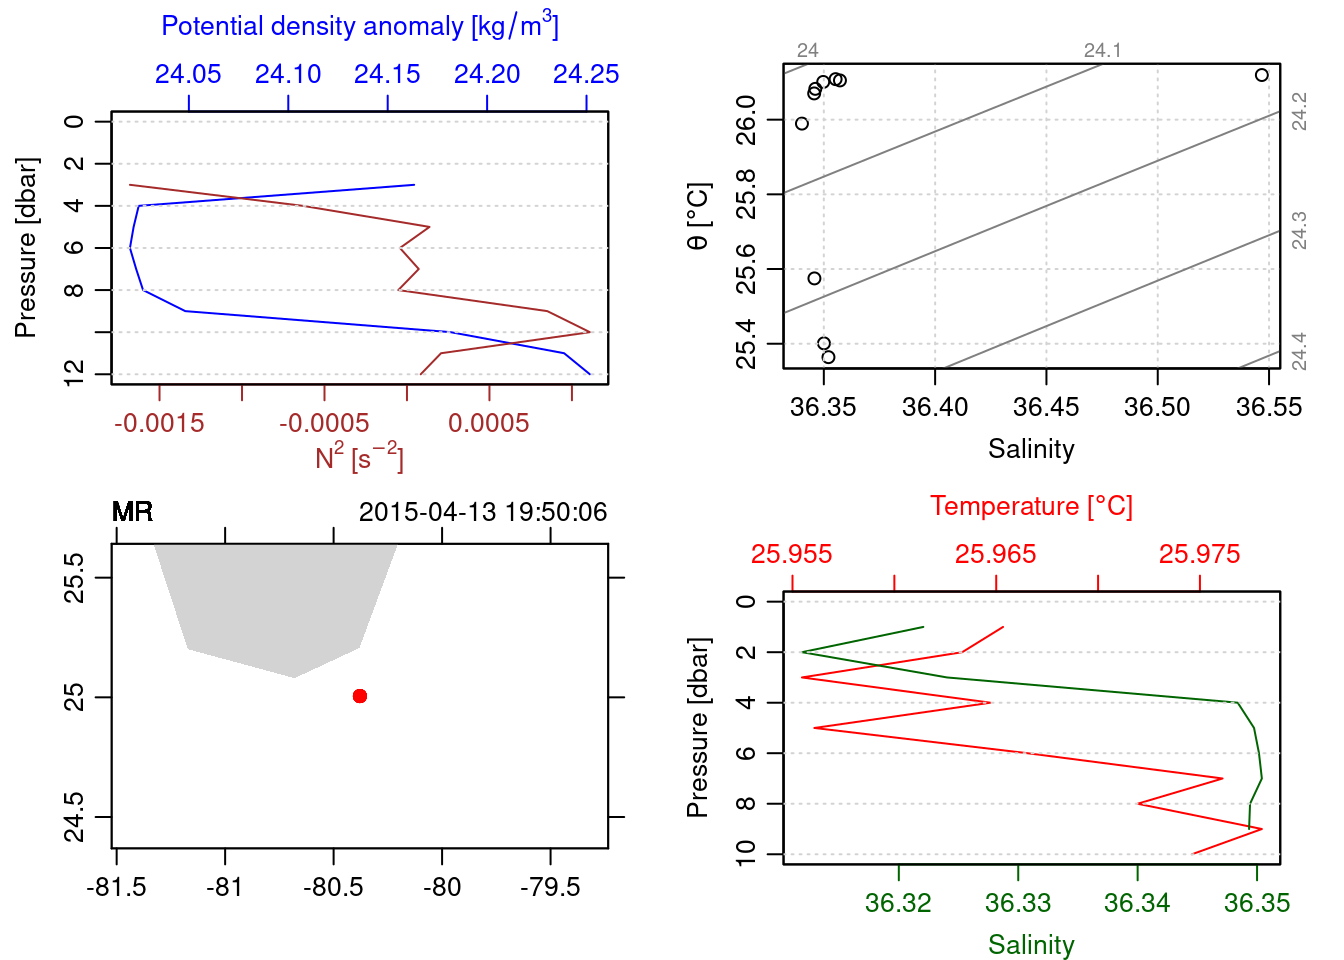 Potential density anomaly [kg/m³]
24.05 24.10 24.15 24.20 24.25
0
2
4
6
8
12
Pressure [dbar]
-0.0015 -0.0005 0.0005
N² [s⁻²]
24 24.1
24.2
24.3
24.4
26.0
25.8
25.6
25.4
θ [°C]
36.35 36.40 36.45 36.50 36.55
Salinity
MR 2015-04-13 19:50:06
25.5
25
24.5
-81.5 -81 -80.5 -80 -79.5
Temperature [°C]
25.955 25.965 25.975
0
2
4
6
8
10
Pressure [dbar]
36.32 36.33 36.34 36.35
Salinity